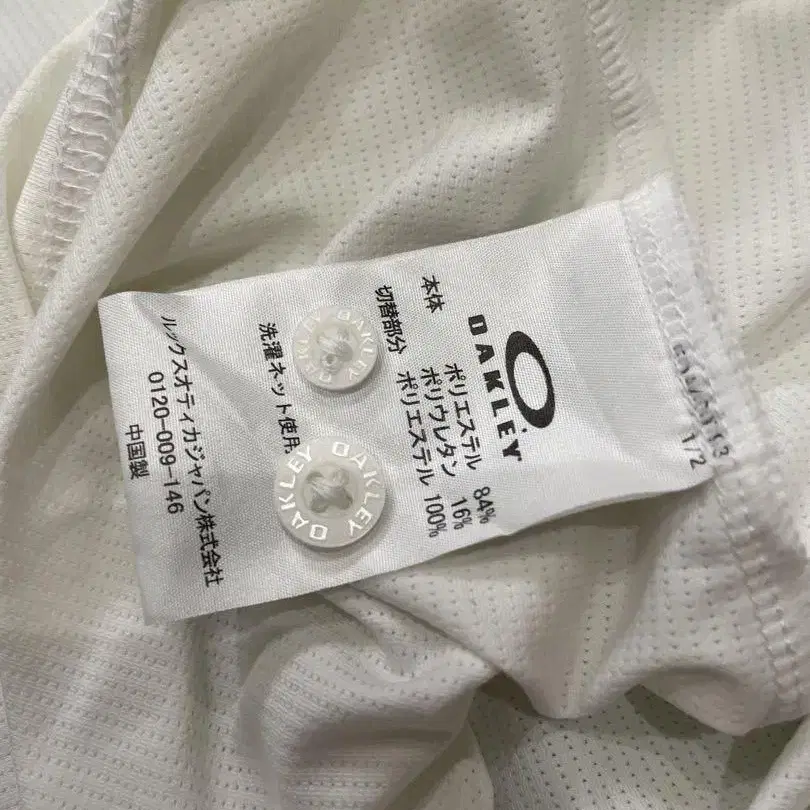 OAKLEY
本体 ポリエステル 84%
ポリウレタン 16%
切替部分 ポリエステル 100%
洗濯ネット使用
OAKLEY OAKLEY
OAKLEY OAKLEY
ルックスオティカジャパン株式会社
0120-009-146
中国製
1/2